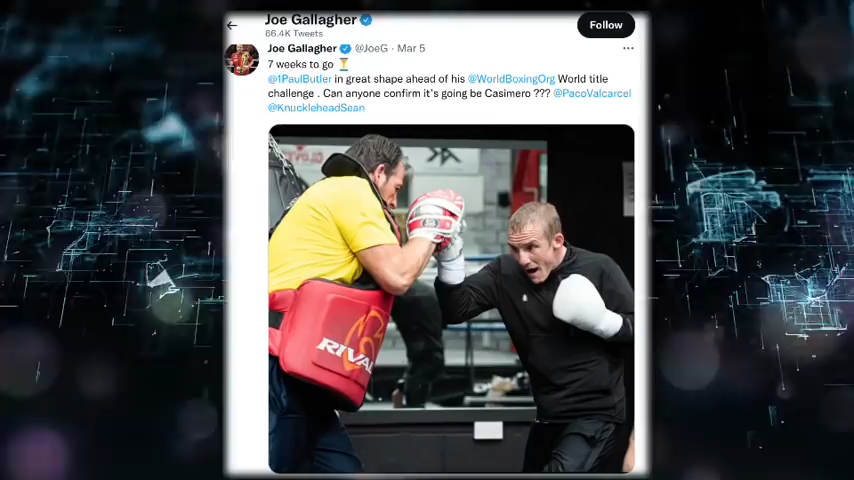 Joe Gallagher
66.4K Tweets
Follow
Joe Gallagher @JoeG · Mar 5
7 weeks to go ⏳
@1PaulButler in great shape ahead of his @WorldBoxingOrg World title
challenge . Can anyone confirm it's going be Casimero ??? @PacoValcarcel
@KnuckleheadSean
RIVAL